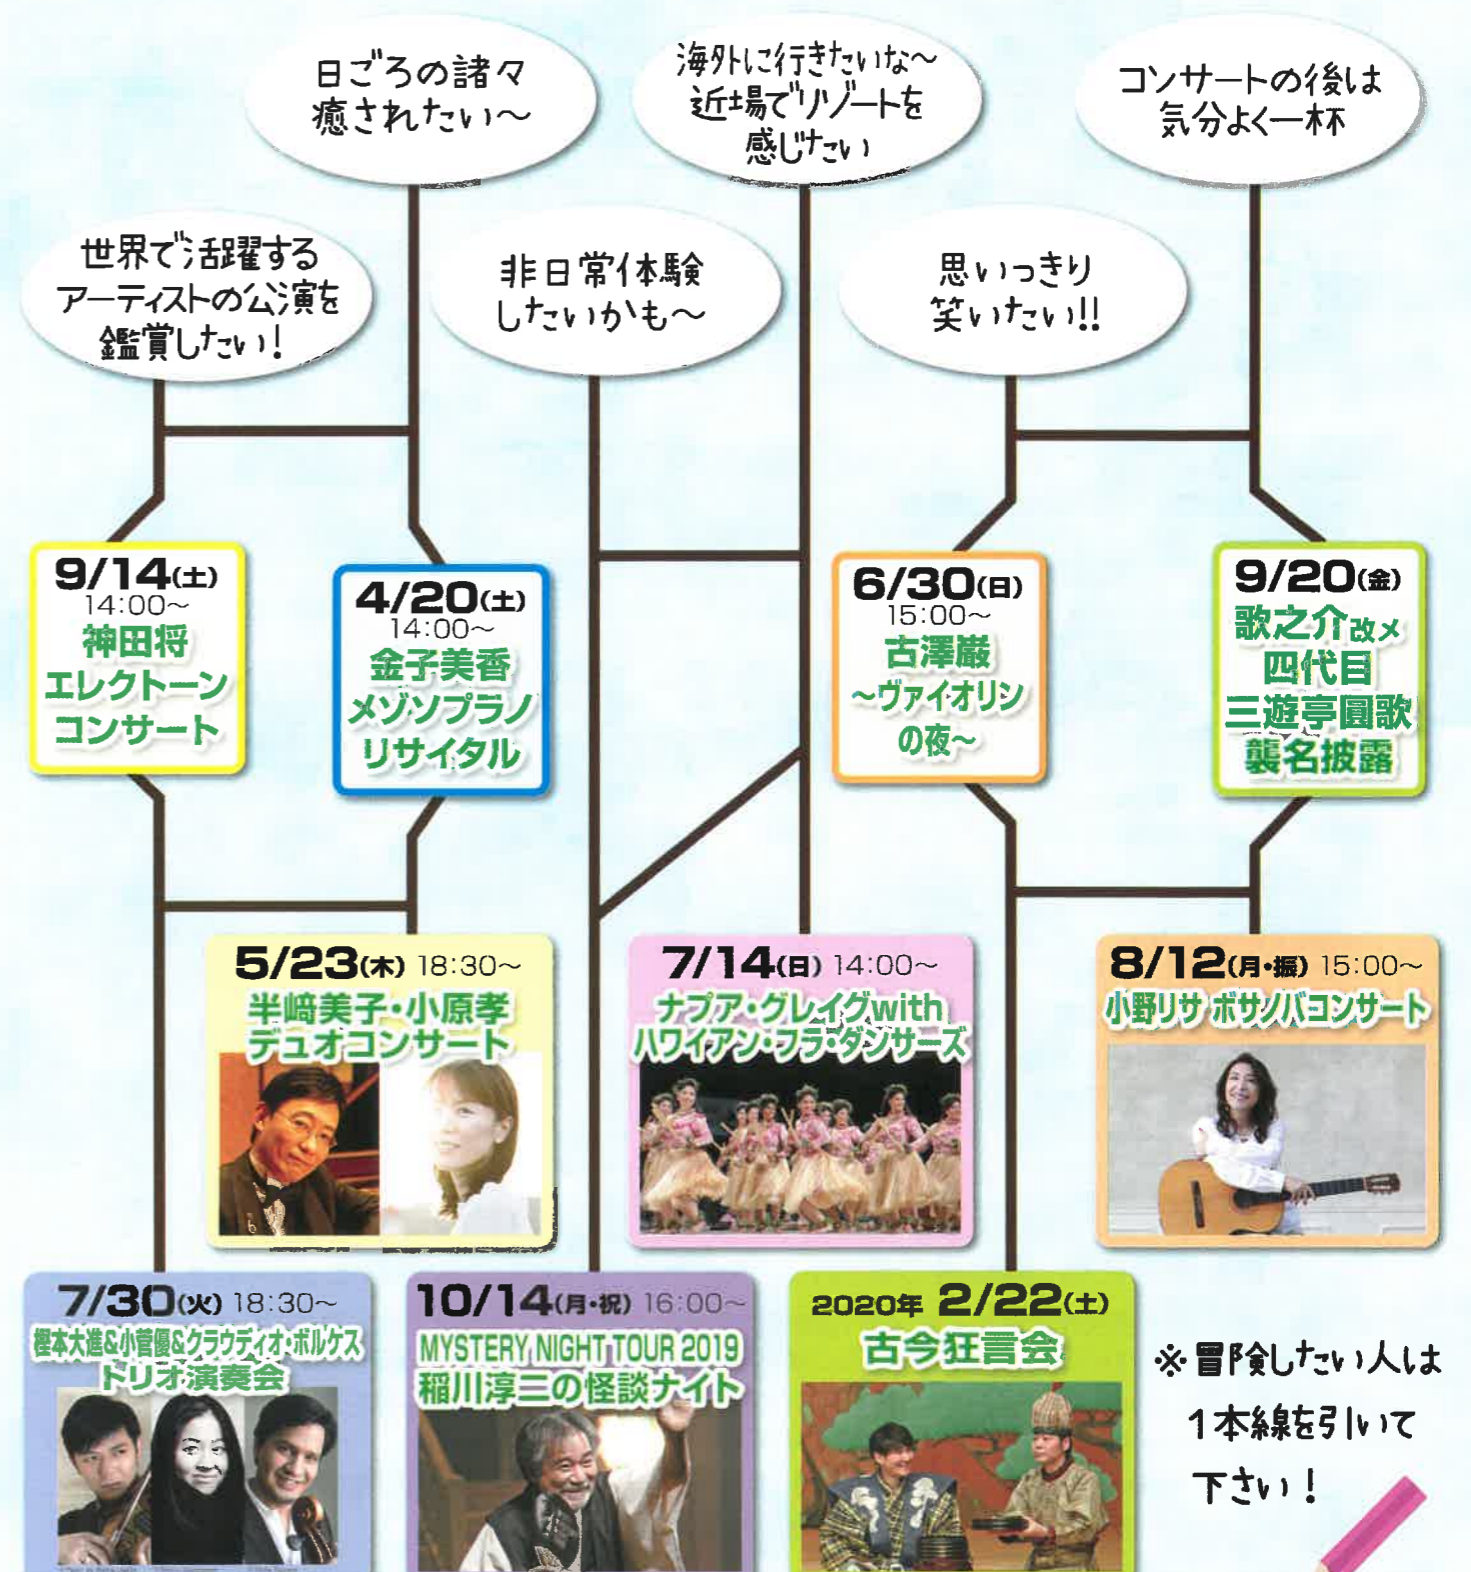 日ごろの諸々
癒されたい～
海外に行きたいな～
近場でリゾートを
感じたい
コンサートの後は
気分よく一杯
世界で活躍する
アーティストの公演を
鑑賞したい!
非日常体験
したいかも～
思いっきり
笑いたい!!
9/14(土)
14:00～
神田将
エレクトーン
コンサート
4/20(土)
14:00～
金子美香
メゾソプラノ
リサイタル
6/30(日)
15:00～
古澤巌
～ヴァイオリン
の夜～
9/20(金)
歌之介改メ
四代目
三遊亭圓歌
襲名披露
5/23(木) 18:30～
半﨑美子・小原孝
デュオコンサート
7/14(日) 14:00～
ナプア・グレイグwith
ハワイアン・フラ・ダンサーズ
8/12(月・振) 15:00～
小野リサ ボサノバコンサート
7/30(火) 18:30～
樫本大進&小菅優&クラウディオ・ボルケス
トリオ演奏会
10/14(月・祝) 16:00～
MYSTERY NIGHT TOUR 2019
稲川淳二の怪談ナイト
2020年 2/22(土)
古今狂言会
※冒険したい人は
1本線を引いて
下さい!